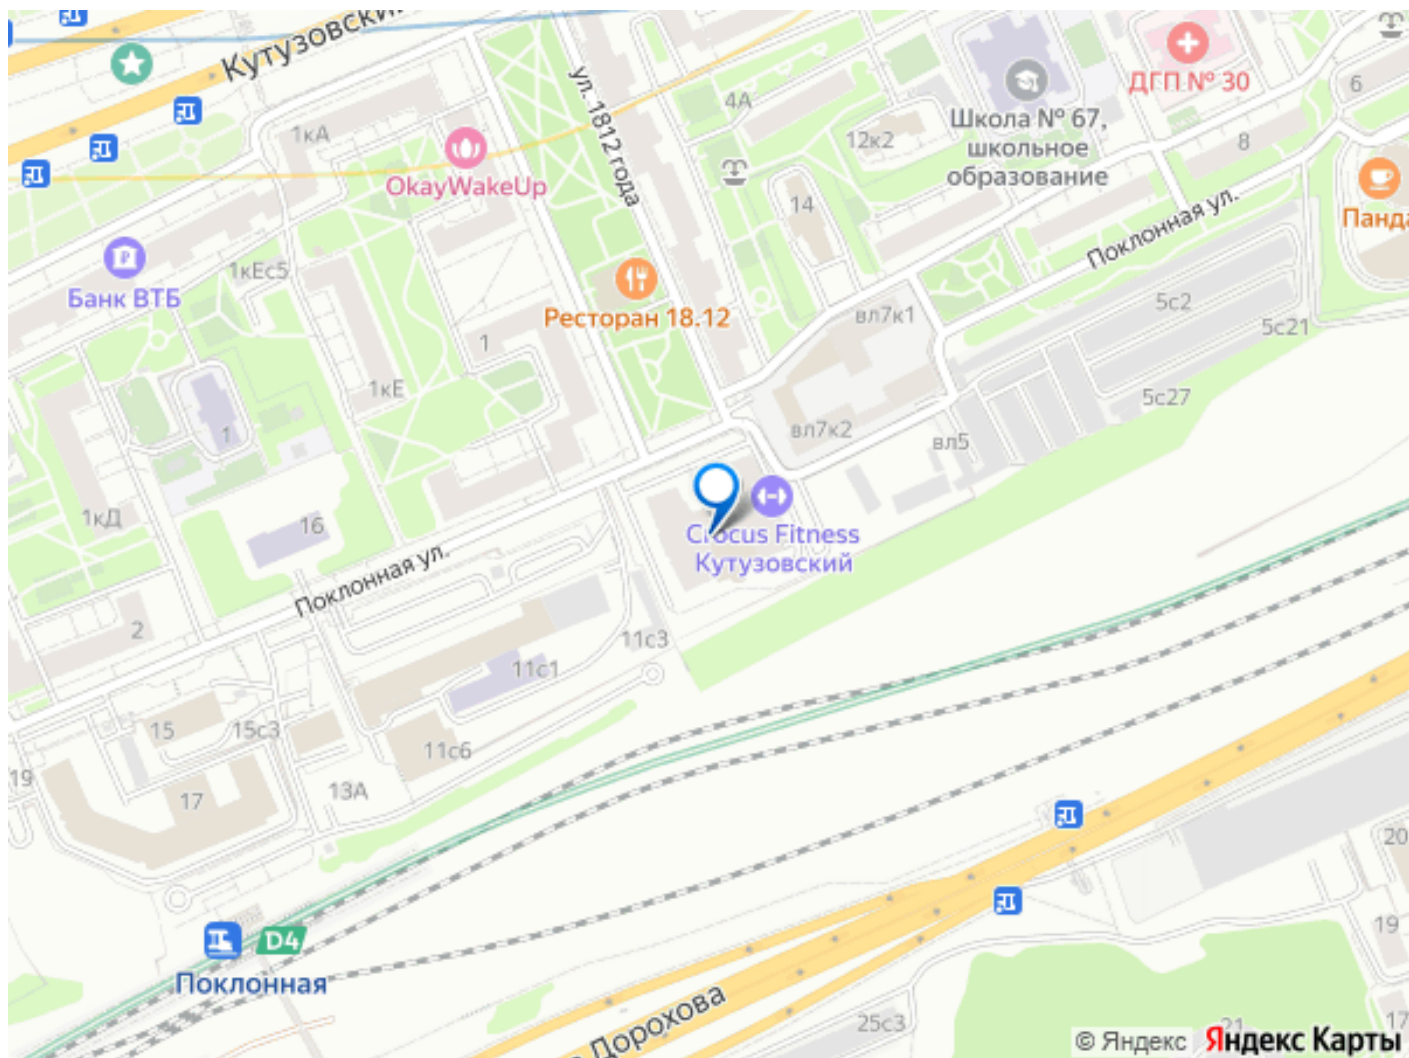 Кутузовский
ул. 1812 года
4А
12к2
Школа № 67,
школьное
образование
ДГП № 30
6
8
1кА
OkayWakeUp
14
Поклонная ул.
Панда
Банк ВТБ
1кЕс5
Ресторан 18.12
вл7к1
5с2
5с21
1
1кЕ
1
вл7к2
вл5
5с27
1кД
16
Crocus Fitness
Кутузовский
Поклонная ул.
2
11с3
11с1
15
15с3
11с6
19
17
13А
20
D4
Поклонная
19
Дорохова
25с3
21
17
© Яндекс
Яндекс Карты